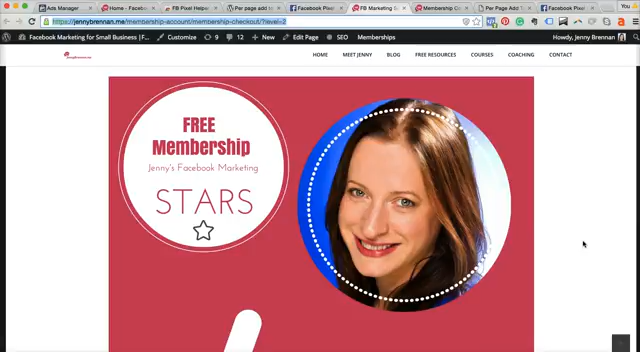 Ads Manager
Home - Facebook
FB Pixel Helper
Per page add to
Facebook Pixel
FB Marketing S
Membership C
Per Page Add T
Facebook Pixel
You
https://jennybrennan.me/membership-account/membership-checkout/?level=2
Facebook Marketing for Small Business | F...
Customize
9
12
New
Edit Page
SEO
Memberships
Howdy, Jenny Brennan
HOME
MEET JENNY
BLOG
FREE RESOURCES
COURSES
COACHING
CONTACT
FREE
Membership
Jenny's Facebook Marketing
STARS